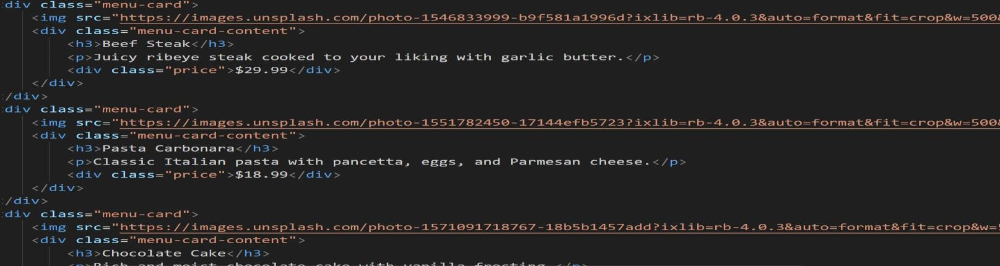 div class="menu-card">
<img src="https://images.unsplash.com/photo-1546833999-b9f581a1996d?ixlib=rb-4.0.3&auto=format&fit=crop&w=500&
<div class="menu-card-content">
<h3>Beef Steak</h3>
<p>Juicy ribeye steak cooked to your liking with garlic butter.</p>
<div class="price">$29.99</div>
</div>
/div>
div class="menu-card">
<img src="https://images.unsplash.com/photo-1551782450-17144efb5723?ixlib=rb-4.0.3&auto=format&fit=crop&w=500&
<div class="menu-card-content">
<h3>Pasta Carbonara</h3>
<p>Classic Italian pasta with pancetta, eggs, and Parmesan cheese.</p>
<div class="price">$18.99</div>
</div>
/div>
div class="menu-card">
<img src="https://images.unsplash.com/photo-1571091718767-18b5b1457add?ixlib=rb-4.0.3&auto=format&fit=crop&w=
<div class="menu-card-content">
<h3>Chocolate Cake</h3>
<p>Rich and moist chocolate cake with vanilla frosting.</p>